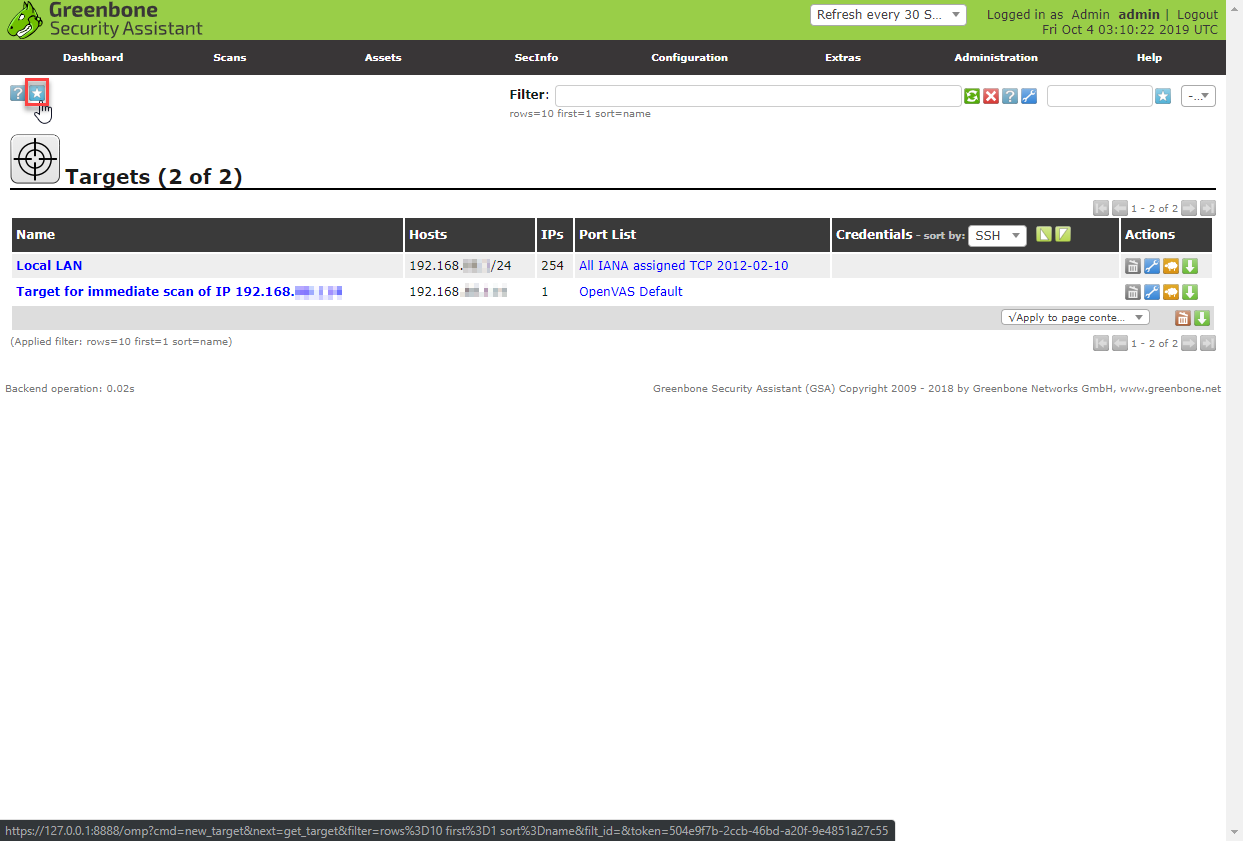 Greenbone
Security Assistant
Refresh every 30 S...
Logged in as Admin admin | Logout
Fri Oct 4 03:10:22 2019 UTC
Dashboard Scans Assets SecInfo Configuration Extras Administration Help
? Filter: ? -...
rows=10 first=1 sort=name
Targets (2 of 2)
1 - 2 of 2
Name Hosts IPs Port List Credentials - sort by: SSH Actions
Local LAN 192.168. /24 254 All IANA assigned TCP 2012-02-10
Target for immediate scan of IP 192.168. 192.168. 1 OpenVAS Default
√Apply to page conte...
(Applied filter: rows=10 first=1 sort=name) 1 - 2 of 2
Backend operation: 0.02s Greenbone Security Assistant (GSA) Copyright 2009 - 2018 by Greenbone Networks GmbH, www.greenbone.net
https://127.0.0.1:8888/omp?cmd=new_target&next=get_target&filter=rows%3D10 first%3D1 sort%3Dname&filt_id=&token=504e9f7b-2ccb-46bd-a20f-9e4851a27c55